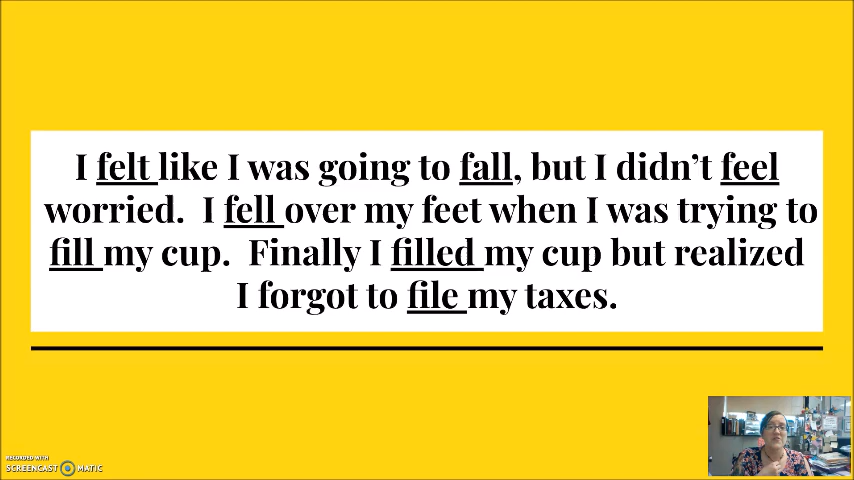 I felt like I was going to fall, but I didn’t feel
worried. I fell over my feet when I was trying to
fill my cup. Finally I filled my cup but realized
I forgot to file my taxes.
RECORDED WITH
SCREENCAST MATIC